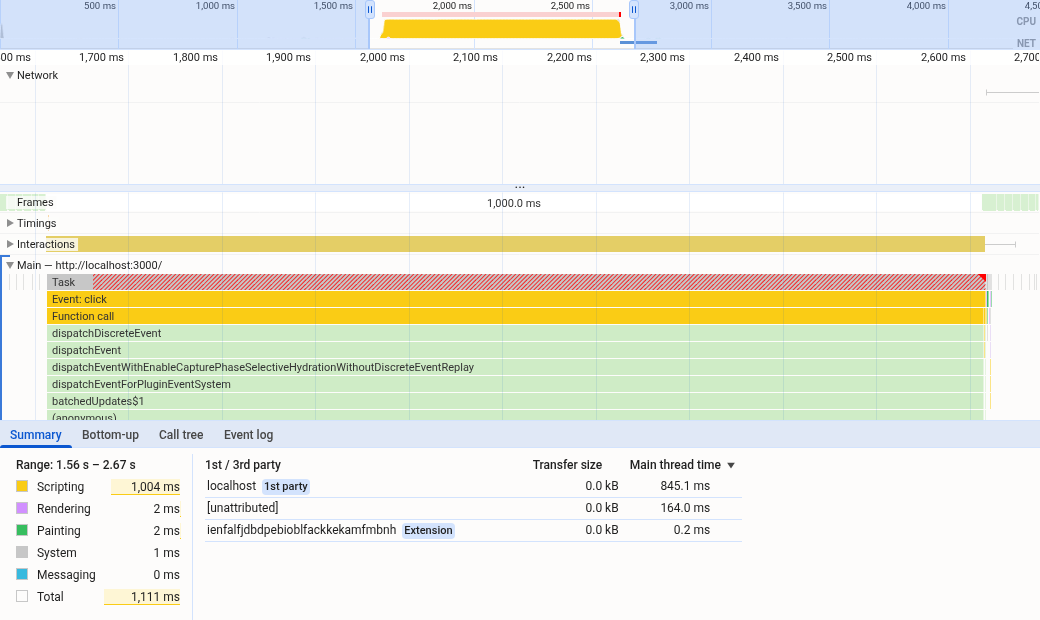 500 ms 1,000 ms 1,500 ms 2,000 ms 2,500 ms 3,000 ms 3,500 ms 4,000 ms 4,5
CPU
NET
00 ms 1,700 ms 1,800 ms 1,900 ms 2,000 ms 2,100 ms 2,200 ms 2,300 ms 2,400 ms 2,500 ms 2,600 ms 2,700
Network
...
Frames 1,000.0 ms
Timings
Interactions
Main — http://localhost:3000/
Task
Event: click
Function call
dispatchDiscreteEvent
dispatchEvent
dispatchEventWithEnableCapturePhaseSelectiveHydrationWithoutDiscreteEventReplay
dispatchEventForPluginEventSystem
batchedUpdates$1
(anonymous)
Summary Bottom-up Call tree Event log
Range: 1.56 s – 2.67 s
Scripting 1,004 ms
Rendering 2 ms
Painting 2 ms
System 1 ms
Messaging 0 ms
Total 1,111 ms
1st / 3rd party Transfer size Main thread time
localhost 1st party 0.0 kB 845.1 ms
[unattributed] 0.0 kB 164.0 ms
ienfalfjdbdpebioblfackkekamfmbnh Extension 0.0 kB 0.2 ms